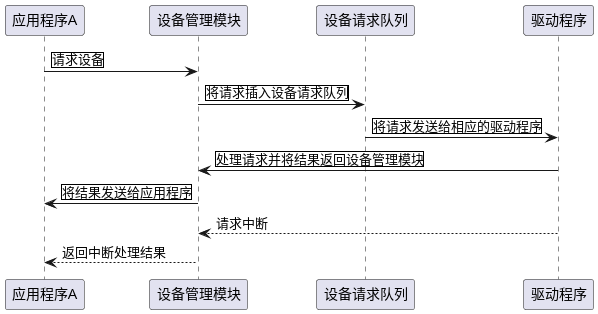 应用程序A
设备管理模块
设备请求队列
驱动程序
请求设备
将请求插入设备请求队列
将请求发送给相应的驱动程序
处理请求并将结果返回设备管理模块
将结果发送给应用程序
请求中断
返回中断处理结果
应用程序A
设备管理模块
设备请求队列
驱动程序